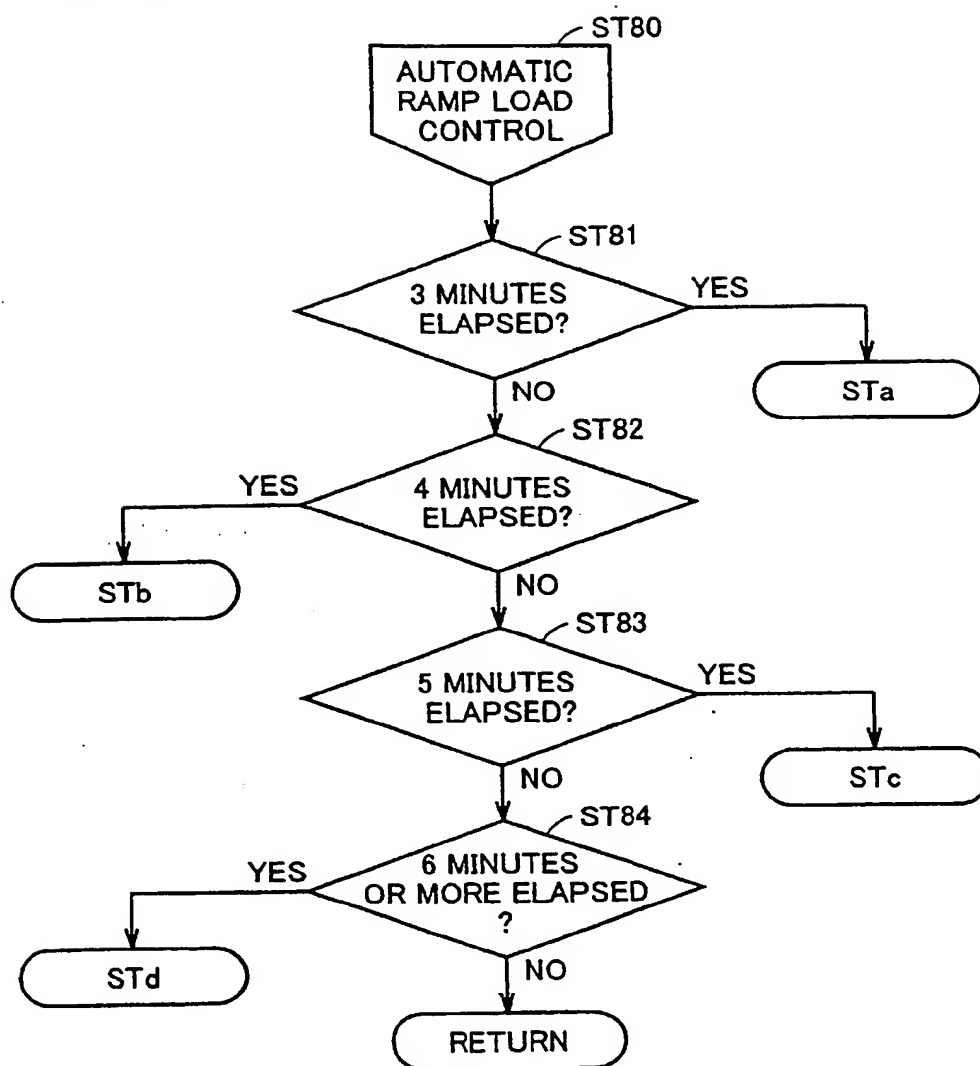 ST80
AUTOMATIC
RAMP LOAD
CONTROL
ST81
3 MINUTES
ELAPSED?
YES
STa
NO
ST82
4 MINUTES
ELAPSED?
YES
STb
NO
ST83
5 MINUTES
ELAPSED?
YES
STc
NO
ST84
6 MINUTES
OR MORE ELAPSED
?
YES
STd
NO
RETURN